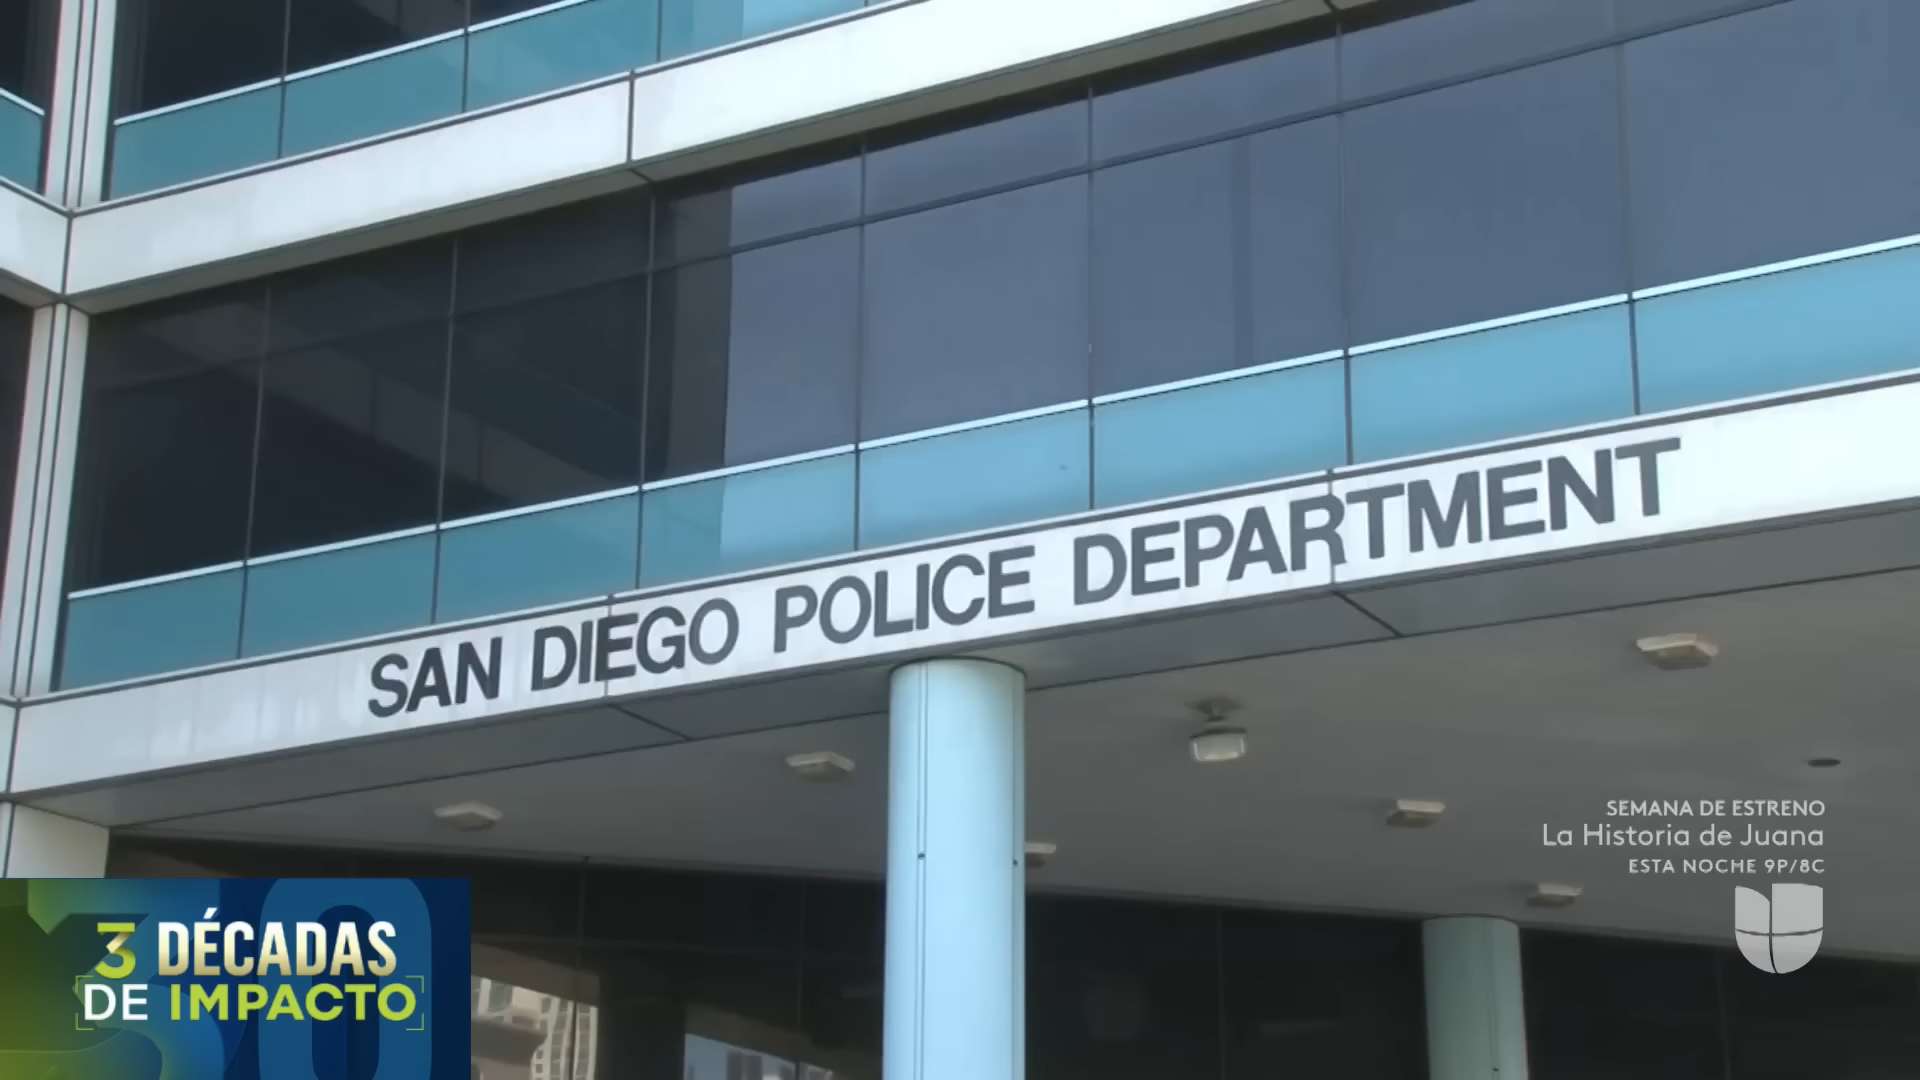 SAN DIEGO POLICE DEPARTMENT
SEMANA DE ESTRENO
La Historia de Juana
ESTA NOCHE 9P/8C
3 DÉCADAS
DE IMPACTO